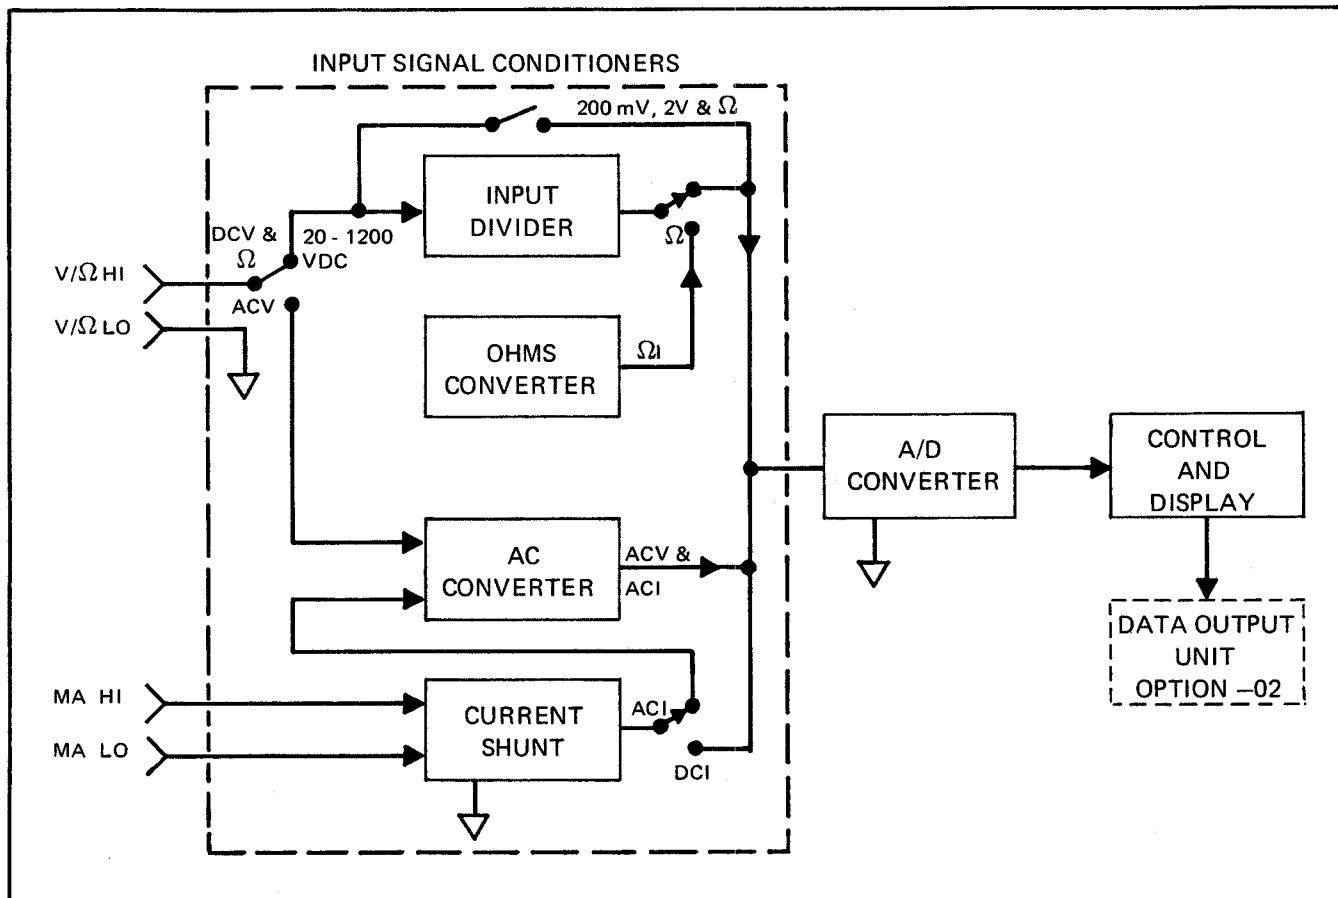 INPUT SIGNAL CONDITIONERS
200 mV, 2V & Ω
INPUT
DIVIDER
DCV &
Ω
20 - 1200
VDC
Ω
V/Ω HI
ACV
V/Ω LO
OHMS
CONVERTER
ΩI
A/D
CONVERTER
CONTROL
AND
DISPLAY
AC
CONVERTER
ACV &
ACI
DATA OUTPUT
UNIT
OPTION –02
MA HI
MA LO
CURRENT
SHUNT
ACI
DCI